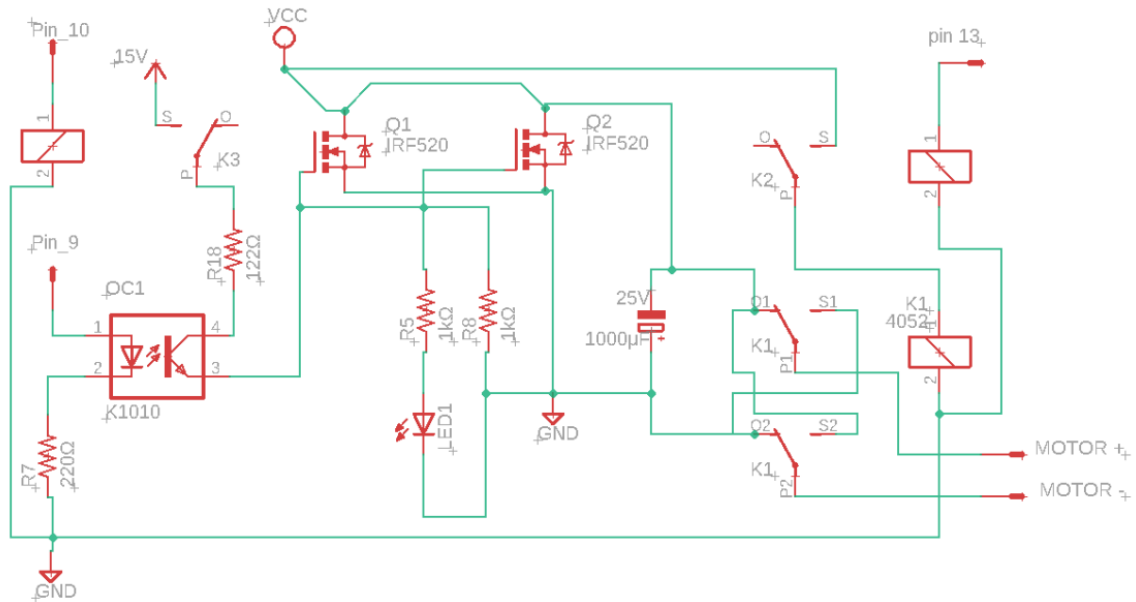 Pin_10
15V
S
O
K3
P
1
2
VCC
Q1
IRF520
Q2
IRF520
pin 13
O
S
K2
P
1
2
Pin_9
OC1
1
2
4
3
K1010
R18
122Ω
R7
220Ω
R5
1kΩ
R8
1kΩ
LED1
GND
25V
1000µF
O1
S1
K1
P1
K1
4052
1
2
O2
S2
K1
P2
MOTOR +
MOTOR -
GND